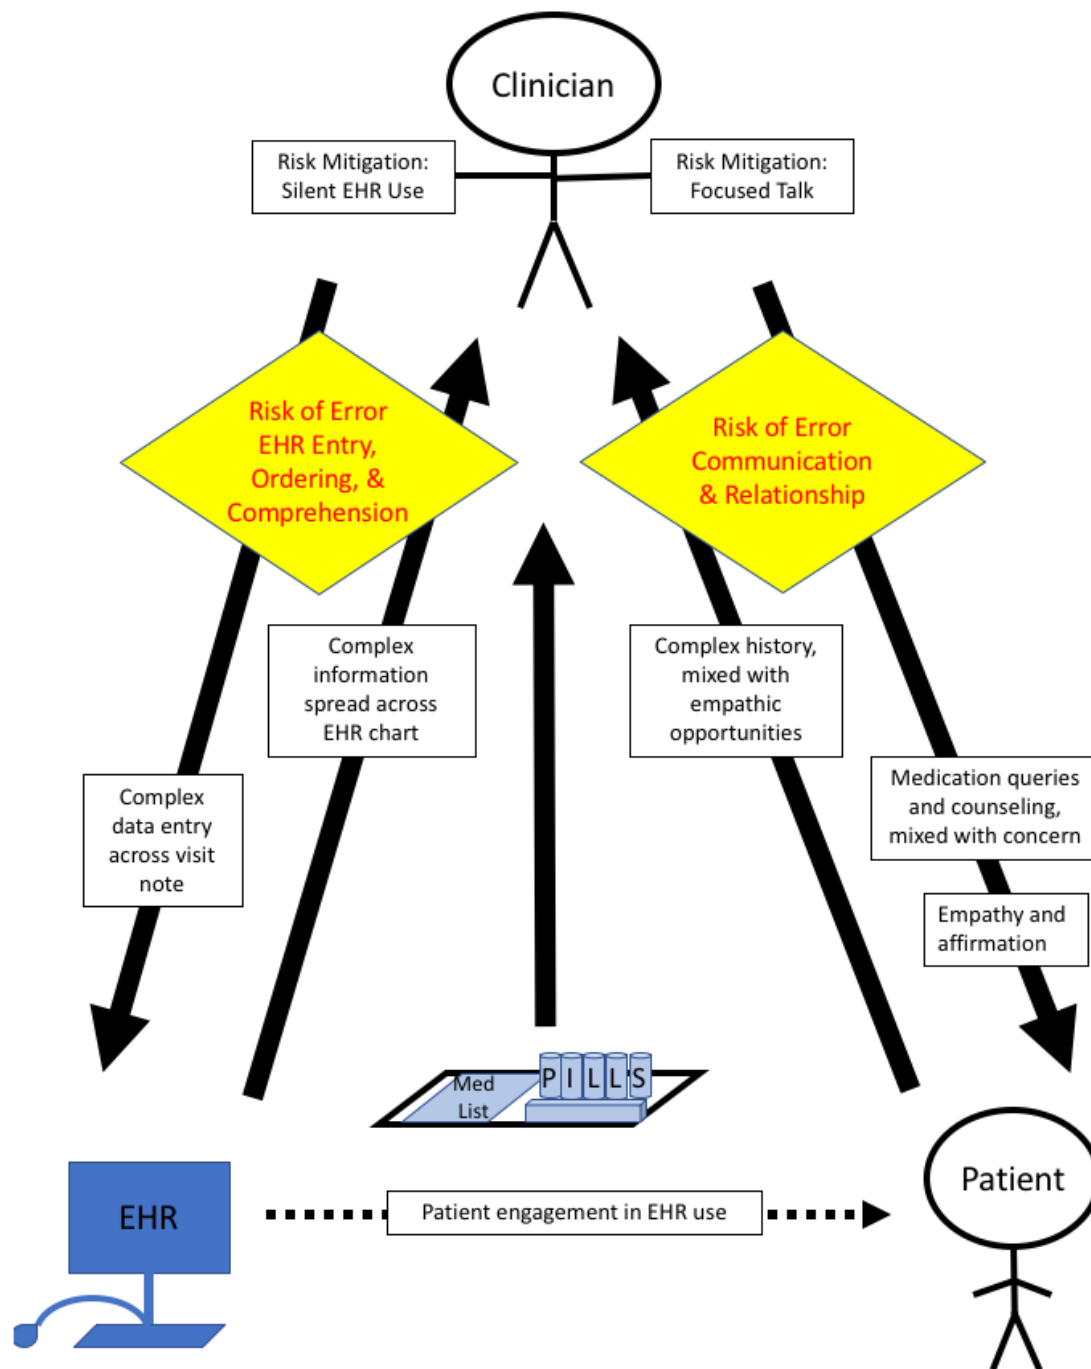 Clinician
Risk Mitigation:
Silent EHR Use
Risk Mitigation:
Focused Talk
Risk of Error
EHR Entry,
Ordering, &
Comprehension
Risk of Error
Communication
& Relationship
Complex
information
spread across
EHR chart
Complex history,
mixed with
empathic
opportunities
Complex
data entry
across visit
note
Medication queries
and counseling,
mixed with concern
Empathy and
affirmation
Med
List
PILLS
EHR
Patient engagement in EHR use
Patient